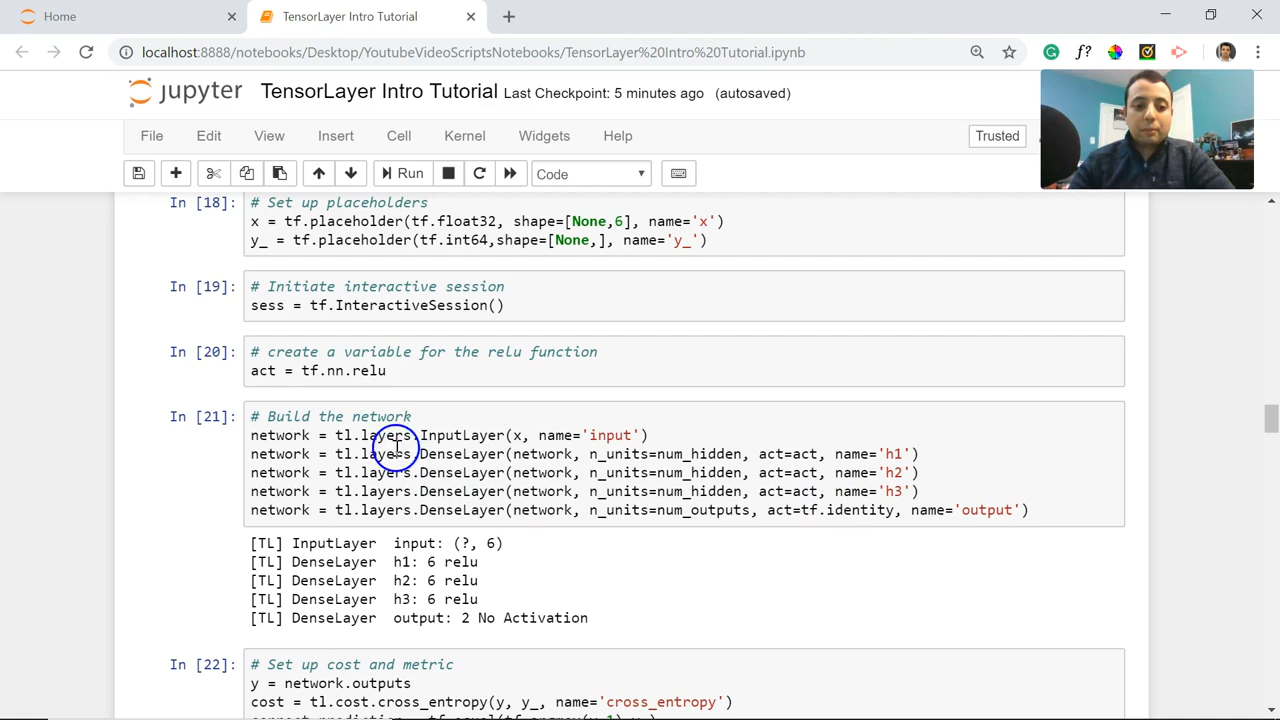 Home
TensorLayer Intro Tutorial
localhost:8888/notebooks/Desktop/YoutubeVideoScriptsNotebooks/TensorLayer%20Intro%20Tutorial.ipynb
f?
jupyter TensorLayer Intro Tutorial Last Checkpoint: 5 minutes ago (autosaved)
File Edit View Insert Cell Kernel Widgets Help Trusted
Run Code
In [18]: # Set up placeholders
x = tf.placeholder(tf.float32, shape=[None,6], name='x')
y_ = tf.placeholder(tf.int64,shape=[None,], name='y_')
In [19]: # Initiate interactive session
sess = tf.InteractiveSession()
In [20]: # create a variable for the relu function
act = tf.nn.relu
In [21]: # Build the network
network = tl.layers.InputLayer(x, name='input')
network = tl.layers.DenseLayer(network, n_units=num_hidden, act=act, name='h1')
network = tl.layers.DenseLayer(network, n_units=num_hidden, act=act, name='h2')
network = tl.layers.DenseLayer(network, n_units=num_hidden, act=act, name='h3')
network = tl.layers.DenseLayer(network, n_units=num_outputs, act=tf.identity, name='output')
[TL] InputLayer input: (?, 6)
[TL] DenseLayer h1: 6 relu
[TL] DenseLayer h2: 6 relu
[TL] DenseLayer h3: 6 relu
[TL] DenseLayer output: 2 No Activation
In [22]: # Set up cost and metric
y = network.outputs
cost = tl.cost.cross_entropy(y, y_, name='cross_entropy')